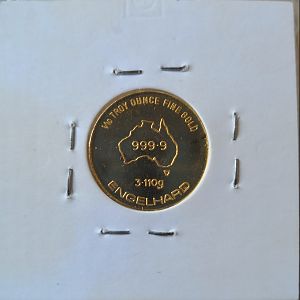 1/10 TROY OUNCE FINE GOLD
999·9
3·110g
ENGELHARD